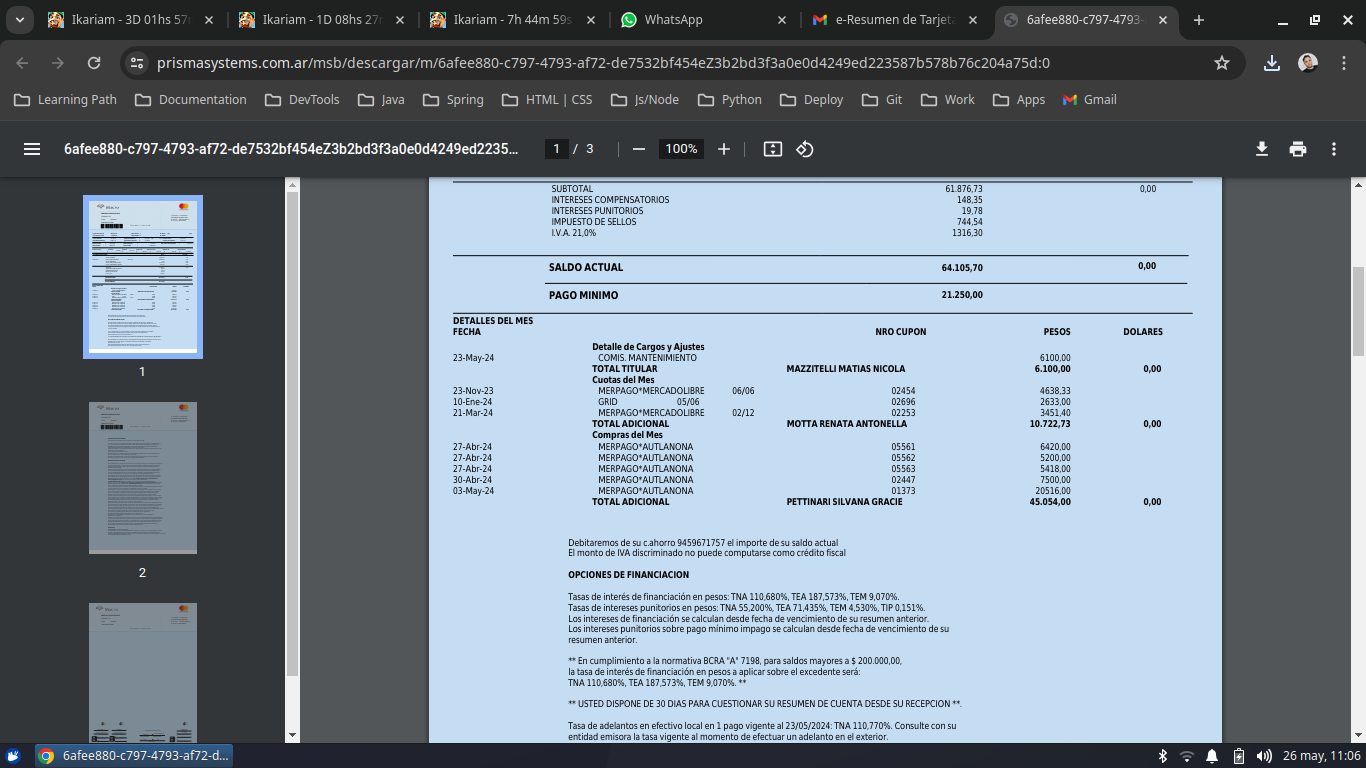 Ikariam - 3D 01hs 57
Ikariam - 1D 08hs 27
Ikariam - 7h 44m 59s
WhatsApp
e-Resumen de Tarjeta
6afee880-c797-4793-
prismasystems.com.ar/msb/descargar/m/6afee880-c797-4793-af72-de7532bf454eZ3b2bd3f3a0e0d4249ed223587b578b76c204a75d:0
Learning Path Documentation DevTools Java Spring HTML | CSS Js/Node Python Deploy Git Work Apps Gmail
6afee880-c797-4793-af72-de7532bf454eZ3b2bd3f3a0e0d4249ed2235... 1 / 3 100%
1
2
SUBTOTAL 61.876,73 0,00
INTERESES COMPENSATORIOS 148,35
INTERESES PUNITORIOS 19,78
IMPUESTO DE SELLOS 744,54
I.V.A. 21,0% 1316,30
SALDO ACTUAL 64.105,70 0,00
PAGO MINIMO 21.250,00
DETALLES DEL MES
FECHA NRO CUPON PESOS DOLARES
Detalle de Cargos y Ajustes
23-May-24 COMIS. MANTENIMIENTO 6100,00
TOTAL TITULAR MAZZITELLI MATIAS NICOLA 6.100,00 0,00
Cuotas del Mes
23-Nov-23 MERPAGO*MERCADOLIBRE 06/06 02454 4638,33
10-Ene-24 GRID 05/06 02696 2633,00
21-Mar-24 MERPAGO*MERCADOLIBRE 02/12 02253 3451,40
TOTAL ADICIONAL MOTTA RENATA ANTONELLA 10.722,73 0,00
Compras del Mes
27-Abr-24 MERPAGO*AUTLANONA 05561 6420,00
27-Abr-24 MERPAGO*AUTLANONA 05562 5200,00
27-Abr-24 MERPAGO*AUTLANONA 05563 5418,00
30-Abr-24 MERPAGO*AUTLANONA 02447 7500,00
03-May-24 MERPAGO*AUTLANONA 01373 20516,00
TOTAL ADICIONAL PETTINARI SILVANA GRACIE 45.054,00 0,00
Debitaremos de su c.ahorro 9459671757 el importe de su saldo actual
El monto de IVA discriminado no puede computarse como crédito fiscal
OPCIONES DE FINANCIACION
Tasas de interés de financiación en pesos: TNA 110,680%, TEA 187,573%, TEM 9,070%.
Tasas de intereses punitorios en pesos: TNA 55,200%, TEA 71,435%, TEM 4,530%, TIP 0,151%.
Los intereses de financiación se calculan desde fecha de vencimiento de su resumen anterior.
Los intereses punitorios sobre pago mínimo impago se calculan desde fecha de vencimiento de su
resumen anterior.
** En cumplimiento a la normativa BCRA "A" 7198, para saldos mayores a $ 200.000,00,
la tasa de interés de financiación en pesos a aplicar sobre el excedente será:
TNA 110,680%, TEA 187,573%, TEM 9,070%. **
** USTED DISPONE DE 30 DIAS PARA CUESTIONAR SU RESUMEN DE CUENTA DESDE SU RECEPCION **.
Tasa de adelantos en efectivo local en 1 pago vigente al 23/05/2024: TNA 110,770%. Consulte con su
entidad emisora la tasa vigente al momento de efectuar un adelanto en el exterior.
6afee880-c797-4793-af72-d...
26 may, 11:06